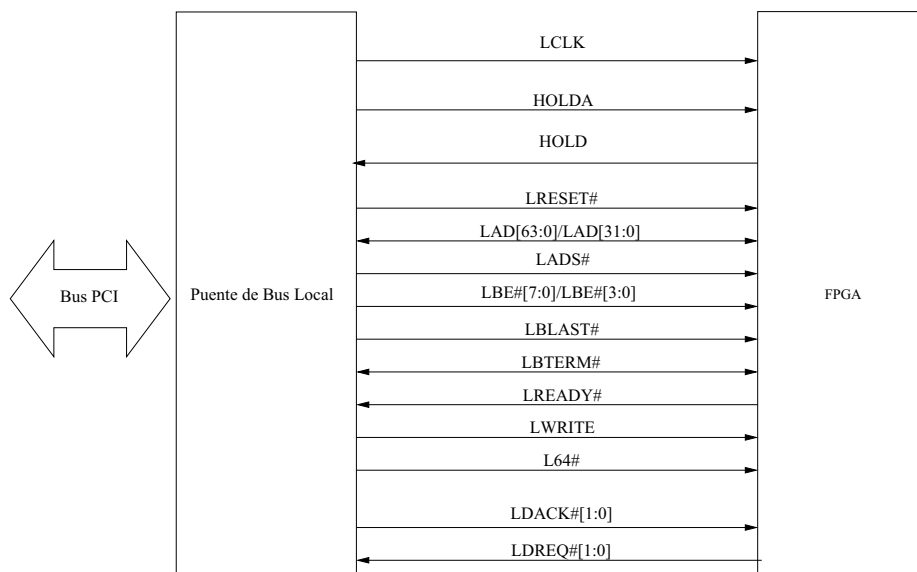 LCLK
HOLDA
HOLD
LRESET#
LAD[63:0]/LAD[31:0]
LADS#
Bus PCI
Puente de Bus Local
LBE#[7:0]/LBE#[3:0]
FPGA
LBLAST#
LBTERM#
LREADY#
LWRITE
L64#
LDACK#[1:0]
LDREQ#[1:0]